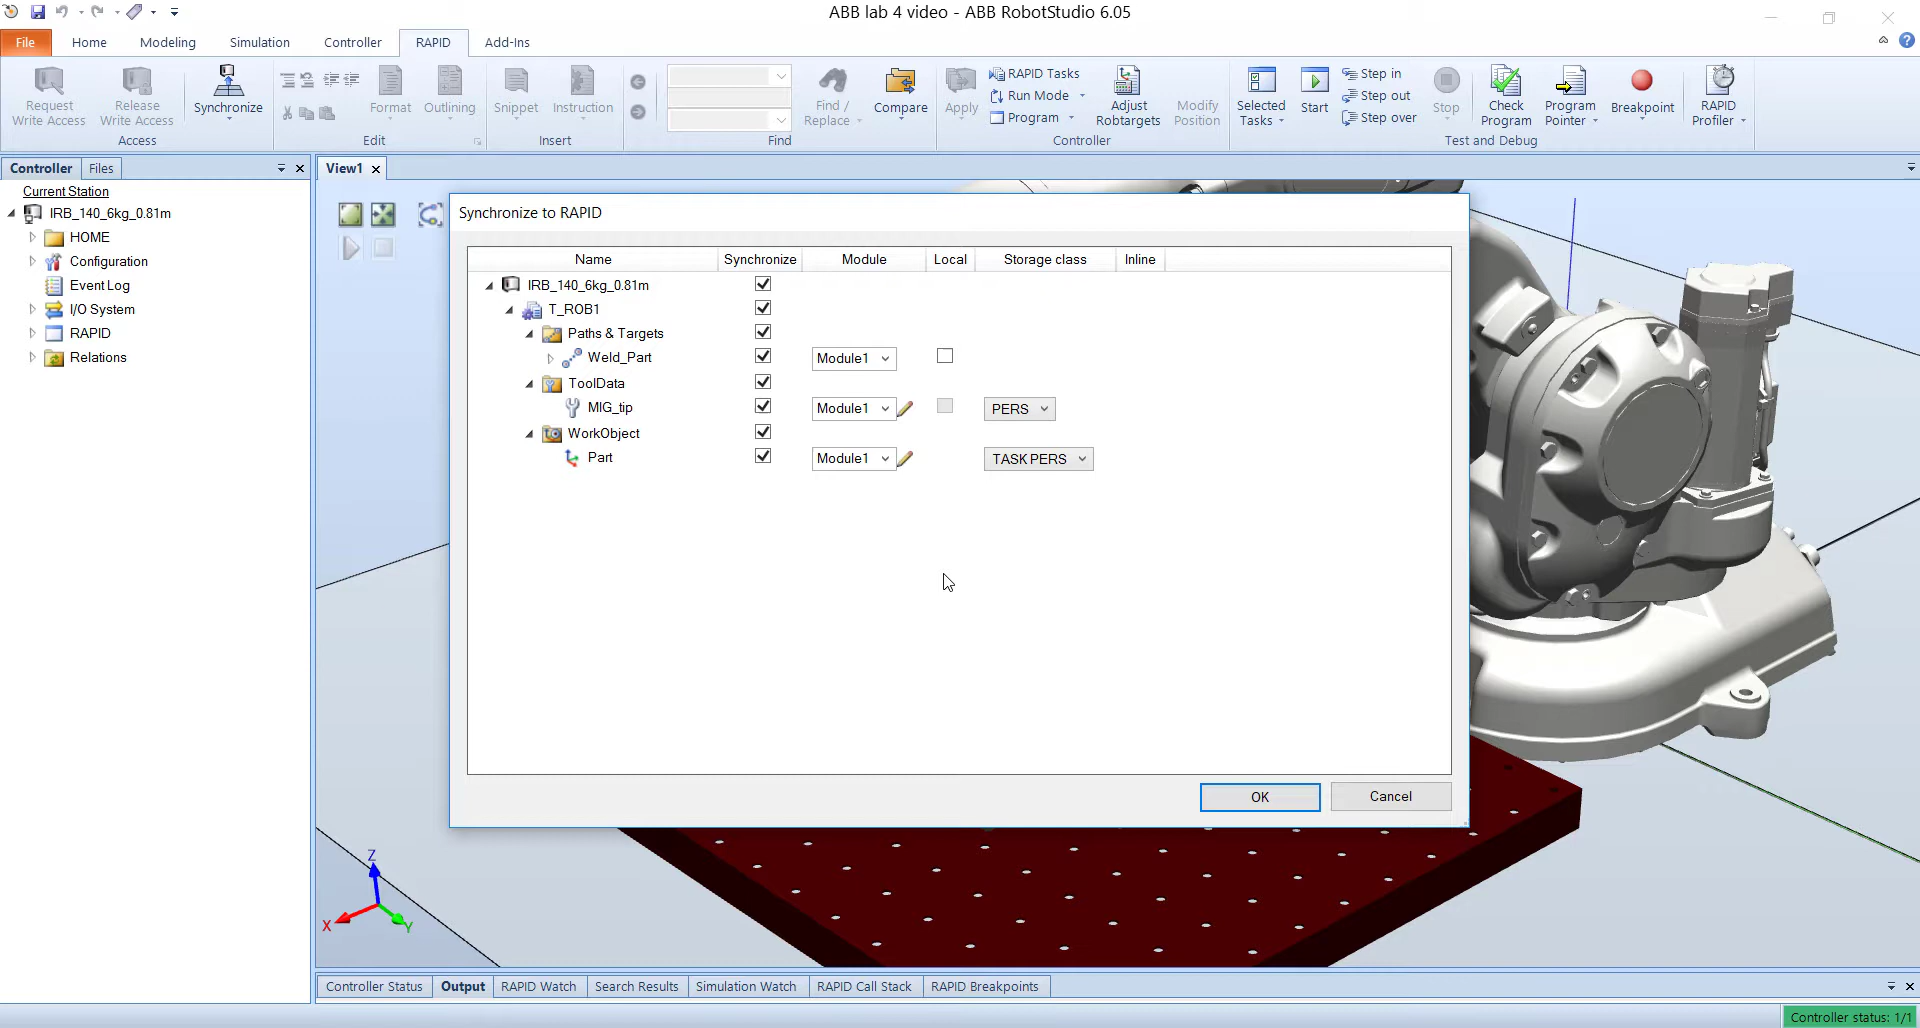 ABB lab 4 video - ABB RobotStudio 6.05
File Home Modeling Simulation Controller RAPID Add-Ins
Request Write Access
Release Write Access
Synchronize
Access
Format
Outlining
Edit
Snippet
Instruction
Insert
Find / Replace
Compare
Find
Apply
RAPID Tasks
Run Mode
Program
Adjust Robtargets
Modify Position
Controller
Selected Tasks
Start
Step in
Step out
Step over
Stop
Check Program
Program Pointer
Breakpoint
RAPID Profiler
Test and Debug
Controller Files
Current Station
IRB_140_6kg_0.81m
HOME
Configuration
Event Log
I/O System
RAPID
Relations
View1
Synchronize to RAPID
Name Synchronize Module Local Storage class Inline
IRB_140_6kg_0.81m
T_ROB1
Paths & Targets
Weld_Part Module1
ToolData
MIG_tip Module1 PERS
WorkObject
Part Module1 TASK PERS
OK Cancel
Z
X
Y
Controller Status Output RAPID Watch Search Results Simulation Watch RAPID Call Stack RAPID Breakpoints
Controller status: 1/1